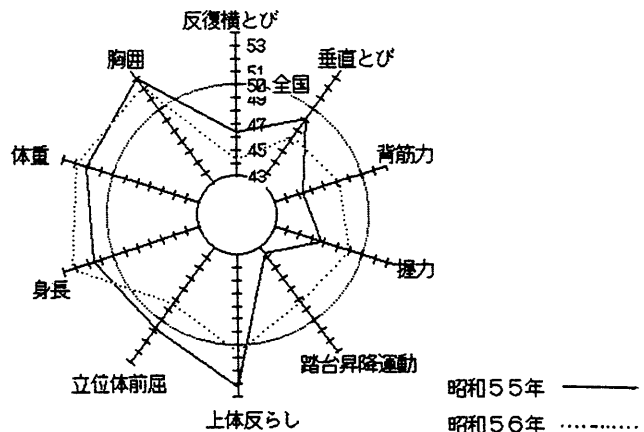 反復横とび
53
51
50 全国
49
47
45
43
垂直とび
背筋力
握力
踏台昇降運動
上体反らし
立位体前屈
身長
体重
胸囲
昭和55年
昭和56年